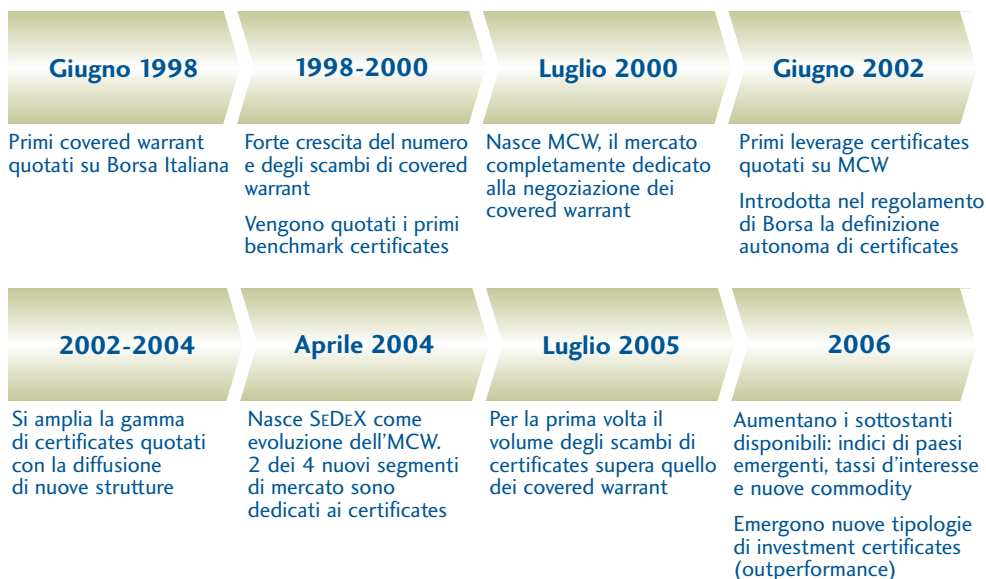 Giugno 1998
Primi covered warrant
quotati su Borsa Italiana
1998-2000
Forte crescita del numero
e degli scambi di covered
warrant
Vengono quotati i primi
benchmark certificates
Luglio 2000
Nasce MCW, il mercato
completamente dedicato
alla negoziazione dei
covered warrant
Giugno 2002
Primi leverage certificates
quotati su MCW
Introdotta nel regolamento
di Borsa la definizione
autonoma di certificates
2002-2004
Si amplia la gamma
di certificates quotati
con la diffusione
di nuove strutture
Aprile 2004
Nasce SEDEX come
evoluzione dell'MCW.
2 dei 4 nuovi segmenti
di mercato sono
dedicati ai certificates
Luglio 2005
Per la prima volta il
volume degli scambi di
certificates supera quello
dei covered warrant
2006
Aumentano i sottostanti
disponibili: indici di paesi
emergenti, tassi d'interesse
e nuove commodity
Emergono nuove tipologie
di investment certificates
(outperformance)